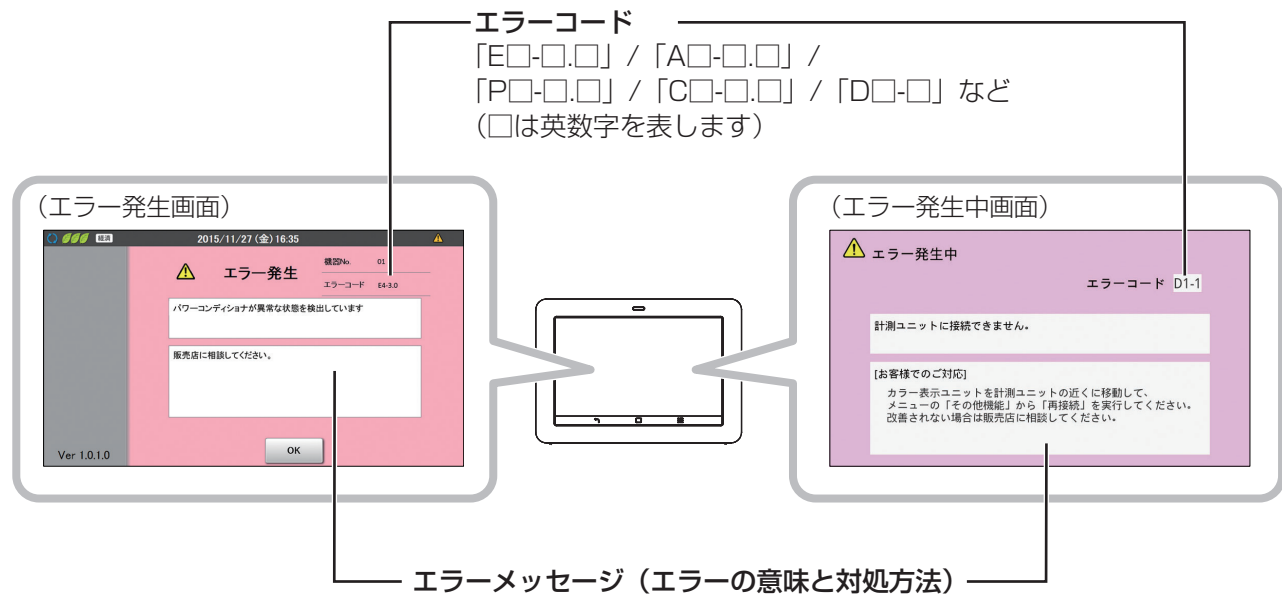 エラーコード
「E□-□.□」/「A□-□.□」/
「P□-□.□」/「C□-□.□」/「D□-□」など
（□は英数字を表します）
（エラー発生画面）
経済 2015/11/27 (金) 16:35
エラー発生
機器No. 01
エラーコード E4-3.0
パワーコンディショナが異常な状態を検出しています
販売店に相談してください。
OK
Ver 1.0.1.0
（エラー発生中画面）
エラー発生中
エラーコード D1-1
計測ユニットに接続できません。
[お客様でのご対応]
カラー表示ユニットを計測ユニットの近くに移動して、
メニューの「その他機能」から「再接続」を実行してください。
改善されない場合は販売店に相談してください。
エラーメッセージ（エラーの意味と対処方法）